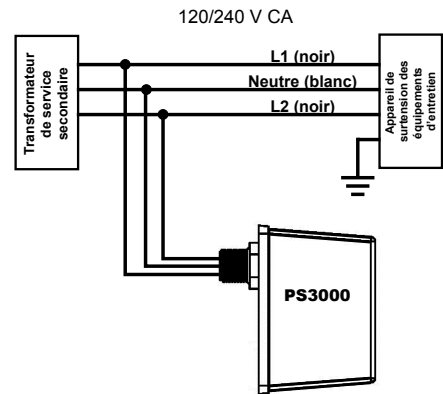 120/240 V CA
Transformateur
de service
secondaire
L1 (noir)
Neutre (blanc)
L2 (noir)
Appareil de
surtension des
équipements
d'entretien
PS3000